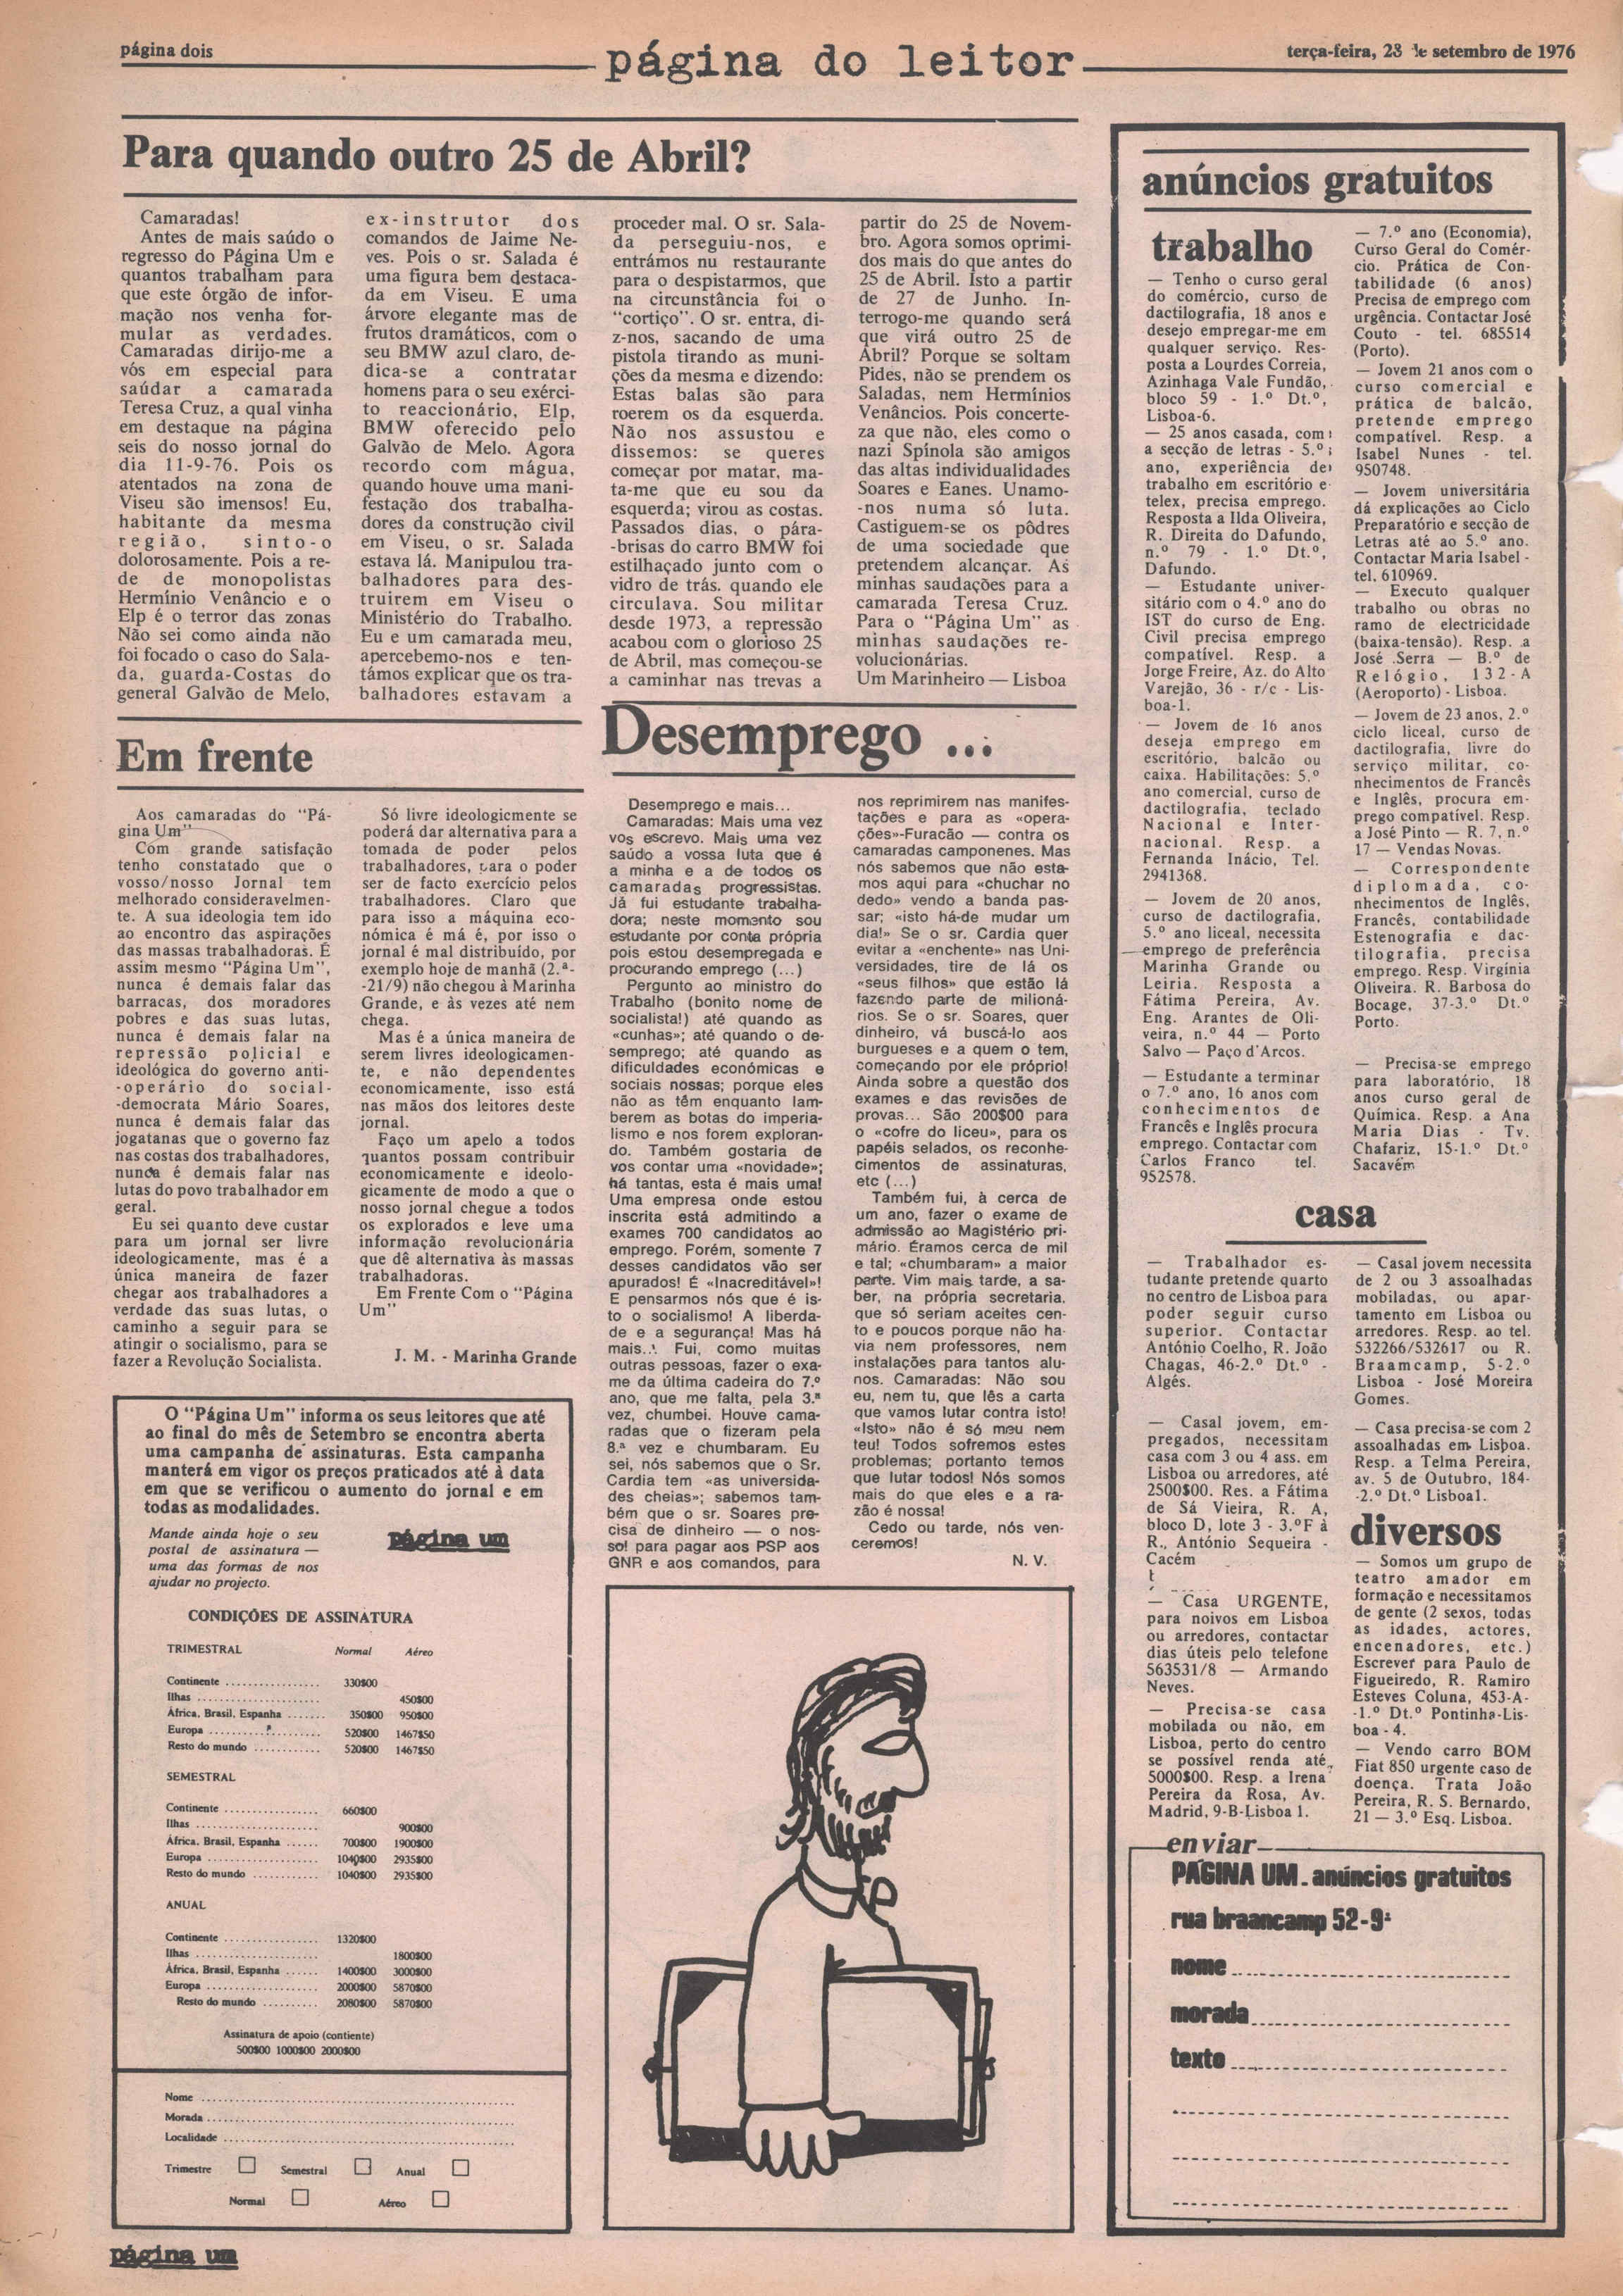 página dois
página do leitor
terça-feira, 28 de setembro de 1976
Para quando outro 25 de Abril?
Camaradas!
Antes de mais saúdo o
regresso do Página Um e
quantos trabalham para
que este órgão de infor-
mação nos venha for-
mular as verdades.
Camaradas dirijo-me a
vós em especial para
saúdar a camarada
Teresa Cruz, a qual vinha
em destaque na página
seis do nosso jornal do
dia 11-9-76. Pois os
atentados na zona de
Viseu são imensos! Eu,
habitante da mesma
região, sinto-o
dolorosamente. Pois a re-
de de monopolistas
Hermínio Venâncio e o
Elp é o terror das zonas
Não sei como ainda não
foi focado o caso do Sala-
da, guarda-Costas do
general Galvão de Melo,
ex-instrutor dos
comandos de Jaime Ne-
ves. Pois o sr. Salada é
uma figura bem destaca-
da em Viseu. E uma
árvore elegante mas de
frutos dramáticos, com o
seu BMW azul claro, de-
dica-se a contratar
homens para o seu exérci-
to reaccionário, Elp,
BMW oferecido pelo
Galvão de Melo. Agora
recordo com mágua,
quando houve uma mani-
festação dos trabalha-
dores da construção civil
em Viseu, o sr. Salada
estava lá. Manipulou tra-
balhadores para des-
truirem em Viseu o
Ministério do Trabalho.
Eu e um camarada meu,
apercebemo-nos e ten-
támos explicar que os tra-
balhadores estavam a
proceder mal. O sr. Sala-
da perseguiu-nos, e
entrámos nu restaurante
para o despistarmos, que
na circunstância foi o
"cortiço". O sr. entra, di-
z-nos, sacando de uma
pistola tirando as muni-
ções da mesma e dizendo:
Estas balas são para
roerem os da esquerda.
Não nos assustou e
dissemos: se queres
começar por matar, ma-
ta-me que eu sou da
esquerda; virou as costas.
Passados dias, o pára-
-brisas do carro BMW foi
estilhaçado junto com o
vidro de trás. quando ele
circulava. Sou militar
desde 1973, a repressão
acabou com o glorioso 25
de Abril, mas começou-se
a caminhar nas trevas a
partir do 25 de Novem-
bro. Agora somos oprimi-
dos mais do que antes do
25 de Abril. Isto a partir
de 27 de Junho. In-
terrogo-me quando será
que virá outro 25 de
Abril? Porque se soltam
Pides, não se prendem os
Saladas, nem Hermínios
Venâncios. Pois concerte-
za que não, eles como o
nazi Spínola são amigos
das altas individualidades
Soares e Eanes. Unamo-
-nos numa só luta.
Castiguem-se os pôdres
de uma sociedade que
pretendem alcançar. As
minhas saudações para a
camarada Teresa Cruz.
Para o "Página Um" as
minhas saudações re-
volucionárias.
Um Marinheiro — Lisboa
Em frente
Aos camaradas do "Pá-
gina Um"
Com grande satisfação
tenho constatado que o
vosso/nosso Jornal tem
melhorado consideravelmen-
te. A sua ideologia tem ido
ao encontro das aspirações
das massas trabalhadoras. É
assim mesmo "Página Um",
nunca é demais falar das
barracas, dos moradores
pobres e das suas lutas,
nunca é demais falar na
repressão policial e
ideológica do governo anti-
-operário do social-
-democrata Mário Soares,
nunca é demais falar das
jogatanas que o governo faz
nas costas dos trabalhadores,
nunca é demais falar nas
lutas do povo trabalhador em
geral.
Eu sei quanto deve custar
para um jornal ser livre
ideologicamente, mas é a
única maneira de fazer
chegar aos trabalhadores a
verdade das suas lutas, o
caminho a seguir para se
atingir o socialismo, para se
fazer a Revolução Socialista.
Só livre ideologicamente se
poderá dar alternativa para a
tomada de poder pelos
trabalhadores, para o poder
ser de facto exercício pelos
trabalhadores. Claro que
para isso a máquina eco-
nómica é má é, por isso o
jornal é mal distribuído, por
exemplo hoje de manhã (2.ª-
-21/9) não chegou à Marinha
Grande, e às vezes até nem
chega.
Mas é a única maneira de
serem livres ideologicamen-
te, e não dependentes
economicamente, isso está
nas mãos dos leitores deste
jornal.
Faço um apelo a todos
quantos possam contribuir
economicamente e ideolo-
gicamente de modo a que o
nosso jornal chegue a todos
os explorados e leve uma
informação revolucionária
que dê alternativa às massas
trabalhadoras.
Em Frente Com o "Página
Um"
J. M. - Marinha Grande
Desemprego ...
Desemprego e mais...
Camaradas: Mais uma vez
vos escrevo. Mais uma vez
saúdo a vossa luta que é
a minha e a de todos os
camaradas progressistas.
Já fui estudante trabalha-
dora; neste momento sou
estudante por conta própria
pois estou desempregada e
procurando emprego (...)
Pergunto ao ministro do
Trabalho (bonito nome de
socialista!) até quando as
«cunhas»; até quando o de-
semprego; até quando as
dificuldades económicas e
sociais nossas; porque eles
não as têm enquanto lam-
berem as botas do imperia-
lismo e nos forem exploran-
do. Também gostaria de
vos contar uma «novidade»;
há tantas, esta é mais uma!
Uma empresa onde estou
inscrita está admitindo a
exames 700 candidatos ao
emprego. Porém, somente 7
desses candidatos vão ser
apurados! É «Inacreditável»!
E pensarmos nós que é is-
to o socialismo! A liberda-
de e a segurança! Mas há
mais... Fui, como muitas
outras pessoas, fazer o exa-
me da última cadeira do 7.º
ano, que me falta, pela 3.ª
vez, chumbei. Houve cama-
radas que o fizeram pela
8.ª vez e chumbaram. Eu
sei, nós sabemos que o Sr.
Cardia tem «as universida-
des cheias»; sabemos tam-
bém que o sr. Soares pre-
cisa de dinheiro — o nos-
so! para pagar aos PSP aos
GNR e aos comandos, para
nos reprimirem nas manifes-
tações e para as «opera-
ções»-Furacão — contra os
camaradas camponenes. Mas
nós sabemos que não esta-
mos aqui para «chuchar no
dedo» vendo a banda pas-
sar; «isto há-de mudar um
dia!» Se o sr. Cardia quer
evitar a «enchente» nas Uni-
versidades, tire de lá os
«seus filhos» que estão lá
fazendo parte de milioná-
rios. Se o sr. Soares, quer
dinheiro, vá buscá-lo aos
burgueses e a quem o tem,
começando por ele próprio!
Ainda sobre a questão dos
exames e das revisões de
provas... São 200$00 para
o «cofre do liceu», para os
papéis selados, os reconhe-
cimentos de assinaturas,
etc (...)
Também fui, à cerca de
um ano, fazer o exame de
admissão ao Magistério pri-
mário. Éramos cerca de mil
e tal; «chumbaram» a maior
parte. Vim mais tarde, a sa-
ber, na própria secretaria.
que só seriam aceites cen-
to e poucos porque não ha-
via nem professores, nem
instalações para tantos alu-
nos. Camaradas: Não sou
eu, nem tu, que lês a carta
que vamos lutar contra isto!
«Isto» não é só meu nem
teu! Todos sofremos estes
problemas; portanto temos
que lutar todos! Nós somos
mais do que eles e a ra-
zão é nossa!
Cedo ou tarde, nós ven-
ceremos!
N. V.
O "Página Um" informa os seus leitores que até
ao final do mês de Setembro se encontra aberta
uma campanha de assinaturas. Esta campanha
manterá em vigor os preços praticados até à data
em que se verificou o aumento do jornal e em
todas as modalidades.
Mande ainda hoje o seu
postal de assinatura —
uma das formas de nos
ajudar no projecto.
página um
CONDIÇÕES DE ASSINATURA
TRIMESTRAL Normal Aéreo
Continente ................ 330$00
Ilhas ..................... 450$00
África, Brasil, Espanha ....... 350$00 950$00
Europa .................... 520$00 1467$50
Resto do mundo ............ 520$00 1467$50
SEMESTRAL
Continente ................ 660$00
Ilhas ..................... 900$00
África, Brasil, Espanha ...... 700$00 1900$00
Europa .................... 1040$00 2935$00
Resto do mundo ............ 1040$00 2935$00
ANUAL
Continente ................ 1320$00
Ilhas ..................... 1800$00
África, Brasil, Espanha ...... 1400$00 3000$00
Europa .................... 2000$00 5870$00
Resto do mundo .......... 2080$00 5870$00
Assinatura de apoio (contiente)
500$00 1000$00 2000$00
Nome
Morada
Localidade
Trimestre Semestral Anual
Normal Aéreo
página um
anúncios gratuitos
trabalho
— Tenho o curso geral
do comércio, curso de
dactilografia, 18 anos e
desejo empregar-me em
qualquer serviço. Res-
posta a Lourdes Correia,
Azinhaga Vale Fundão,
bloco 59 - 1.º Dt.º,
Lisboa-6.
— 25 anos casada, com
a secção de letras - 5.º
ano, experiência de
trabalho em escritório e
telex, precisa emprego.
Resposta a Ilda Oliveira,
R. Direita do Dafundo,
n.º 79 - 1.º Dt.º,
Dafundo.
— Estudante univer-
sitário com o 4.º ano do
IST do curso de Eng.
Civil precisa emprego
compatível. Resp. a
Jorge Freire, Az. do Alto
Varejão, 36 - r/c - Lis-
boa-1.
— Jovem de 16 anos
deseja emprego em
escritório, balcão ou
caixa. Habilitações: 5.º
ano comercial, curso de
dactilografia, teclado
Nacional e Inter-
nacional. Resp. a
Fernanda Inácio, Tel.
2941368.
— Jovem de 20 anos,
curso de dactilografia,
5.º ano liceal, necessita
emprego de preferência
Marinha Grande ou
Leiria. Resposta a
Fátima Pereira, Av.
Eng. Arantes de Oli-
veira, n.º 44 — Porto
Salvo — Paço d'Arcos.
— Estudante a terminar
o 7.º ano, 16 anos com
conhecimentos de
Francês e Inglês procura
emprego. Contactar com
Carlos Franco tel.
952578.
— 7.º ano (Economia),
Curso Geral do Comér-
cio. Prática de Con-
tabilidade (6 anos)
Precisa de emprego com
urgência. Contactar José
Couto - tel. 685514
(Porto).
— Jovem 21 anos com o
curso comercial e
prática de balcão,
pretende emprego
compatível. Resp. a
Isabel Nunes - tel.
950748.
— Jovem universitária
dá explicações ao Ciclo
Preparatório e secção de
Letras até ao 5.º ano.
Contactar Maria Isabel -
tel. 610969.
— Executo qualquer
trabalho ou obras no
ramo de electricidade
(baixa-tensão). Resp. a
José Serra — B.º de
Relógio, 132-A
(Aeroporto) - Lisboa.
— Jovem de 23 anos, 2.º
ciclo liceal, curso de
dactilografia, livre do
serviço militar, co-
nhecimentos de Francês
e Inglês, procura em-
prego compatível. Resp.
a José Pinto — R. 7, n.º
17 — Vendas Novas.
— Correspondente
diplomada, co-
nhecimentos de Inglês,
Francês, contabilidade
Estenografia e dac-
tilografia, precisa
emprego. Resp. Virgínia
Oliveira. R. Barbosa do
Bocage, 37-3.º Dt.º
Porto.
— Precisa-se emprego
para laboratório, 18
anos curso geral de
Química. Resp. a Ana
Maria Dias - Tv.
Chafariz, 15-1.º Dt.º
Sacavém
casa
— Trabalhador es-
tudante pretende quarto
no centro de Lisboa para
poder seguir curso
superior. Contactar
António Coelho, R. João
Chagas, 46-2.º Dt.º -
Algés.
— Casal jovem, em-
pregados, necessitam
casa com 3 ou 4 ass. em
Lisboa ou arredores, até
2500$00. Res. a Fátima
de Sá Vieira, R. A,
bloco D, lote 3 - 3.ºF à
R., António Sequeira -
Cacém
— Casa URGENTE,
para noivos em Lisboa
ou arredores, contactar
dias úteis pelo telefone
563531/8 — Armando
Neves.
— Precisa-se casa
mobilada ou não, em
Lisboa, perto do centro
se possível renda até
5000$00. Resp. a Irena
Pereira da Rosa, Av.
Madrid, 9-B-Lisboa 1.
— Casal jovem necessita
de 2 ou 3 assoalhadas
mobiladas, ou apar-
tamento em Lisboa ou
arredores. Resp. ao tel.
532266/532617 ou R.
Braamcamp, 5-2.º
Lisboa - José Moreira
Gomes.
— Casa precisa-se com 2
assoalhadas em Lisboa.
Resp. a Telma Pereira,
av. 5 de Outubro, 184-
-2.º Dt.º Lisboa1.
diversos
— Somos um grupo de
teatro amador em
formação e necessitamos
de gente (2 sexos, todas
as idades, actores,
encenadores, etc.)
Escrever para Paulo de
Figueiredo, R. Ramiro
Esteves Coluna, 453-A-
-1.º Dt.º Pontinha-Lis-
boa - 4.
— Vendo carro BOM
Fiat 850 urgente caso de
doença. Trata João
Pereira, R. S. Bernardo,
21 — 3.º Esq. Lisboa.
enviar
PÁGINA UM - anúncios gratuitos
rua braancamp 52-9º
nome
morada
texto